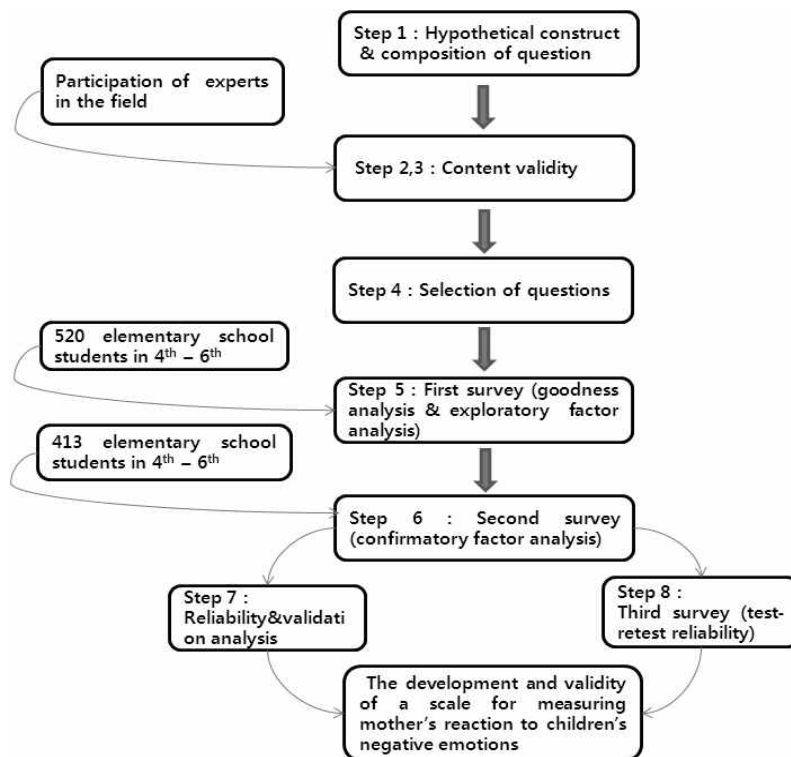 Step 1 : Hypothetical construct
& composition of question
Participation of experts
in the field
Step 2,3 : Content validity
Step 4 : Selection of questions
520 elementary school
students in 4th – 6th
Step 5 : First survey (goodness
analysis & exploratory factor
analysis)
413 elementary school
students in 4th – 6th
Step 6 : Second survey
(confirmatory factor analysis)
Step 7 :
Reliability&validati
on analysis
Step 8 :
Third survey (test-
retest reliability)
The development and validity
of a scale for measuring
mother's reaction to children's
negative emotions